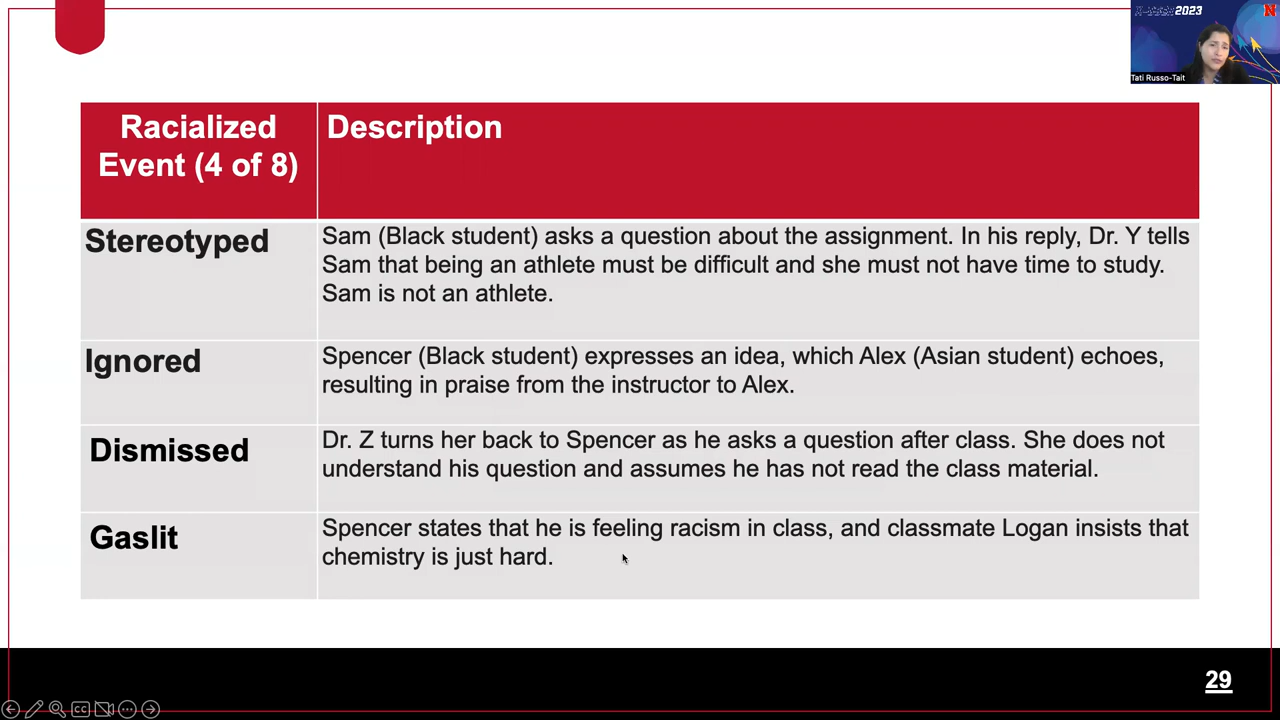 X-DBER 2023
N
Tati Russo-Tait
Racialized
Event (4 of 8)
Description
Stereotyped
Sam (Black student) asks a question about the assignment. In his reply, Dr. Y tells
Sam that being an athlete must be difficult and she must not have time to study.
Sam is not an athlete.
Ignored
Spencer (Black student) expresses an idea, which Alex (Asian student) echoes,
resulting in praise from the instructor to Alex.
Dismissed
Dr. Z turns her back to Spencer as he asks a question after class. She does not
understand his question and assumes he has not read the class material.
Gaslit
Spencer states that he is feeling racism in class, and classmate Logan insists that
chemistry is just hard.
29
CC